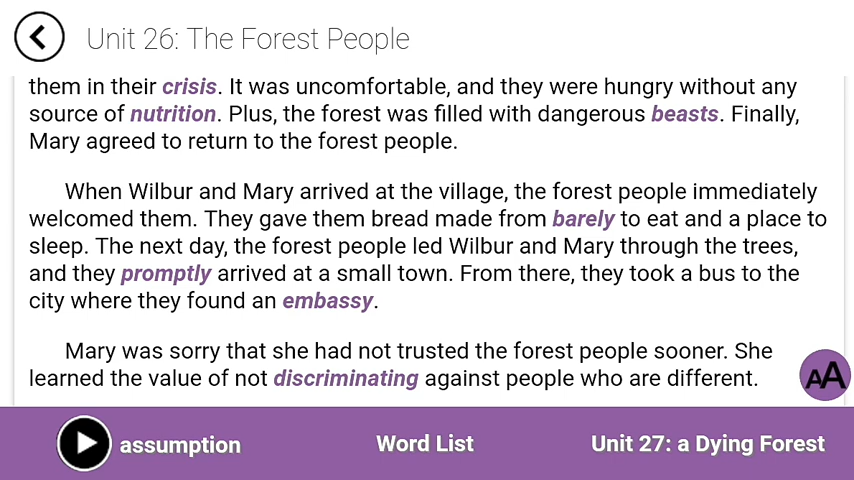 Unit 26: The Forest People
them in their crisis. It was uncomfortable, and they were hungry without any
source of nutrition. Plus, the forest was filled with dangerous beasts. Finally,
Mary agreed to return to the forest people.
When Wilbur and Mary arrived at the village, the forest people immediately
welcomed them. They gave them bread made from barely to eat and a place to
sleep. The next day, the forest people led Wilbur and Mary through the trees,
and they promptly arrived at a small town. From there, they took a bus to the
city where they found an embassy.
Mary was sorry that she had not trusted the forest people sooner. She
learned the value of not discriminating against people who are different.
AA
assumption Word List Unit 27: a Dying Forest